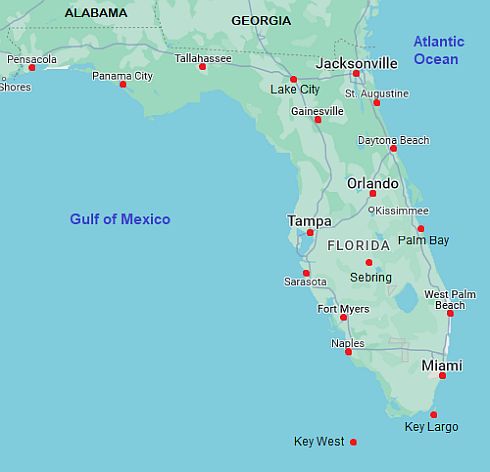 ALABAMA
GEORGIA
Atlantic
Ocean
Pensacola
Tallahassee
Jacksonville
Panama City
Shores
Lake City
St. Augustine
Gainesville
Daytona Beach
Orlando
Kissimmee
Gulf of Mexico
Tampa
FLORIDA
Palm Bay
Sebring
Sarasota
West Palm
Beach
Fort Myers
Naples
Miami
Key Largo
Key West